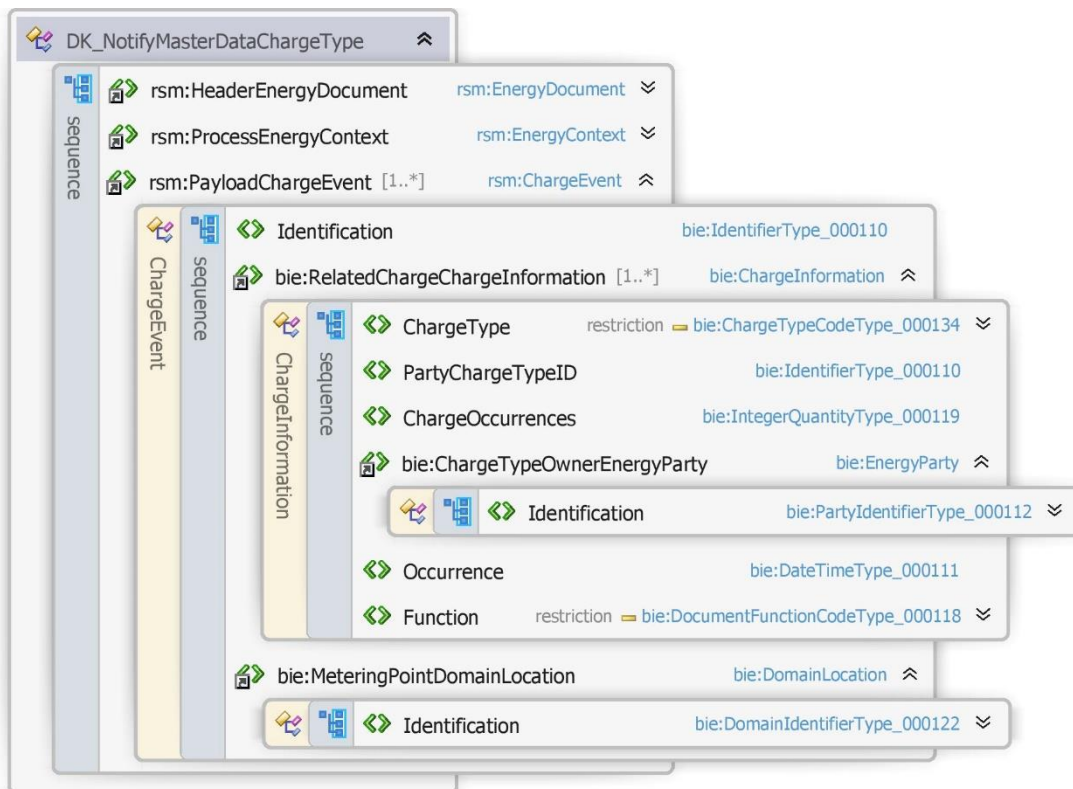 DK_NotifyMasterDataChargeType
sequence
rsm:HeaderEnergyDocument rsm:EnergyDocument
rsm:ProcessEnergyContext rsm:EnergyContext
rsm:PayloadChargeEvent [1..*] rsm:ChargeEvent
ChargeEvent
sequence
Identification bie:IdentifierType_000110
bie:RelatedChargeChargeInformation [1..*] bie:ChargeInformation
ChargeInformation
sequence
ChargeType restriction bie:ChargeTypeCodeType_000134
PartyChargeTypeID bie:IdentifierType_000110
ChargeOccurrences bie:IntegerQuantityType_000119
bie:ChargeTypeOwnerEnergyParty bie:EnergyParty
Identification bie:PartyIdentifierType_000112
Occurrence bie:DateTimeType_000111
Function restriction bie:DocumentFunctionCodeType_000118
bie:MeteringPointDomainLocation bie:DomainLocation
Identification bie:DomainIdentifierType_000122